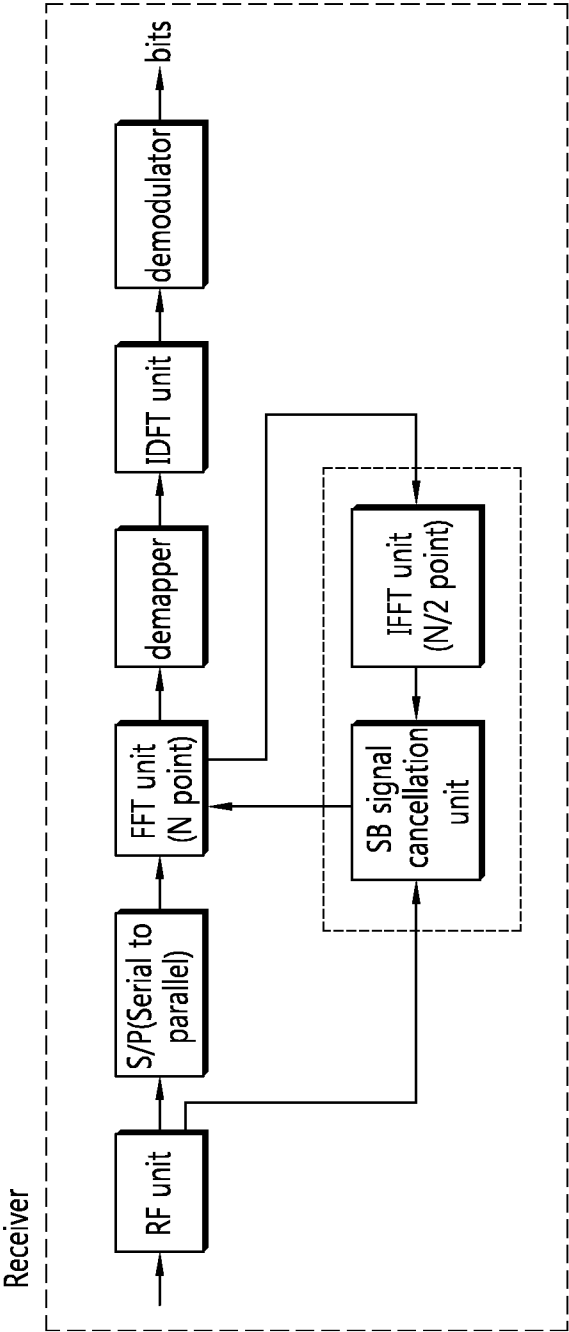 Receiver
RF unit
S/P(Serial to
parallel)
FFT unit
(N point)
demapper
IDFT unit
demodulator
bits
SB signal
cancellation
unit
IFFT unit
(N/2 point)